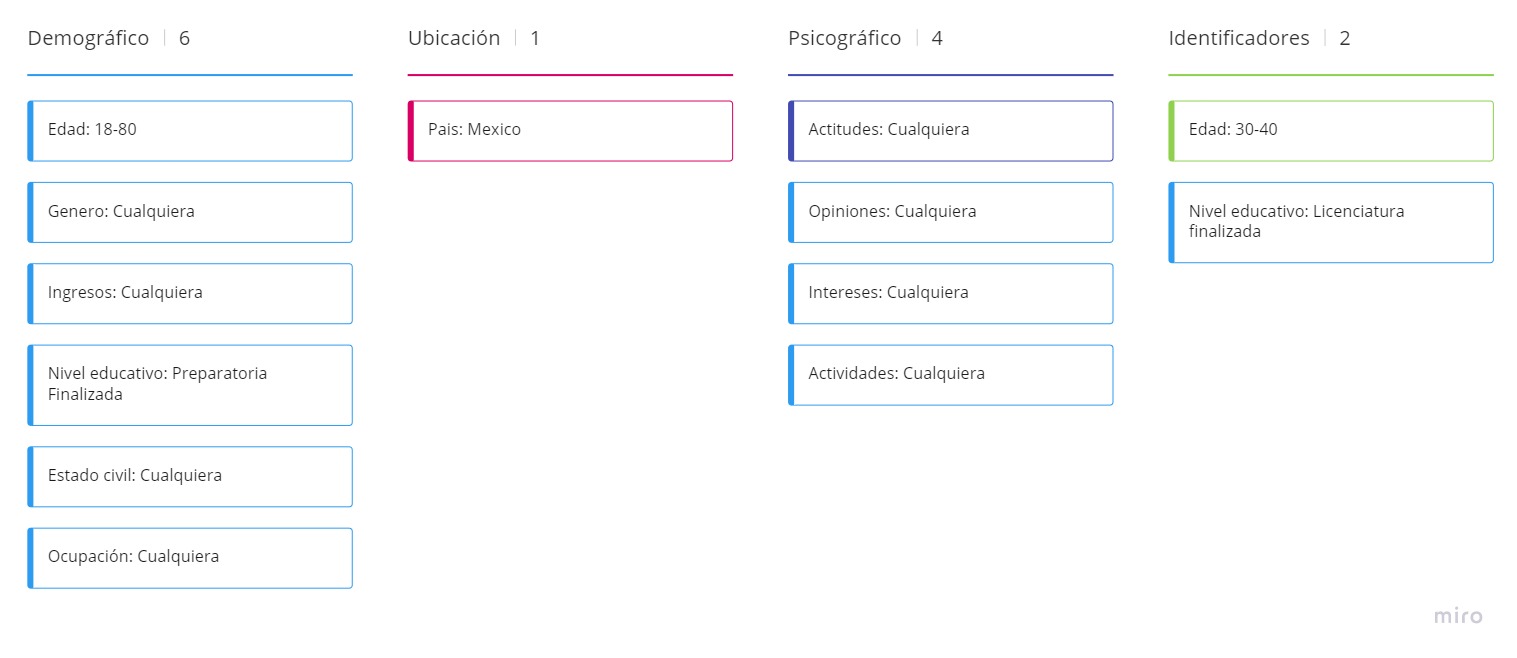 Demográfico | 6
Edad: 18-80
Genero: Cualquiera
Ingresos: Cualquiera
Nivel educativo: Preparatoria
Finalizada
Estado civil: Cualquiera
Ocupación: Cualquiera
Ubicación | 1
Pais: Mexico
Psicográfico | 4
Actitudes: Cualquiera
Opiniones: Cualquiera
Intereses: Cualquiera
Actividades: Cualquiera
Identificadores | 2
Edad: 30-40
Nivel educativo: Licenciatura
finalizada
miro